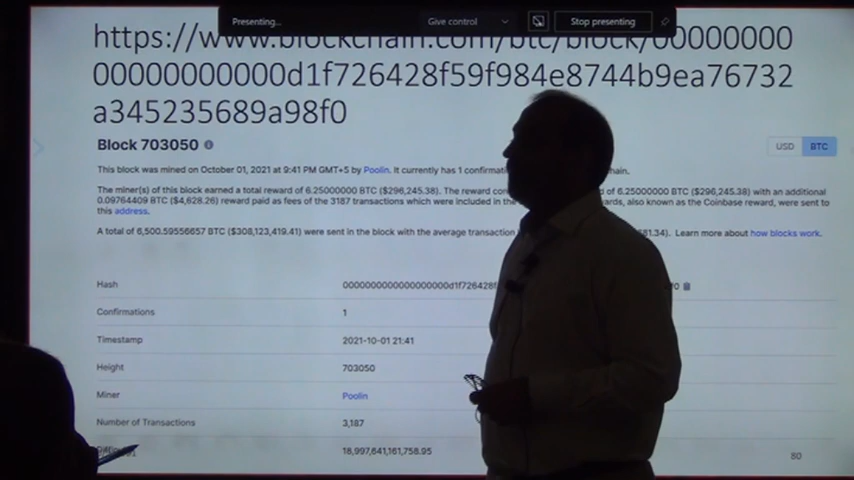 Presenting... Give control Stop presenting
https://www.blockchain.com/btc/block/00000000
00000000000d1f726428f59f984e8744b9ea76732
a345235689a98f0
Block 703050
USD BTC
This block was mined on October 01, 2021 at 9:41 PM GMT+5 by Poolin. It currently has 1
The miner(s) of this block earned a total reward of 6.25000000 BTC ($296,245.38). The reward of 6.25000000 BTC ($296,245.38) with an additional
0.09764409 BTC ($4,628.26) reward paid as fees of the 3187 transactions which were included in the also known as the Coinbase reward, were sent to
this address.
A total of 6,500.59556657 BTC ($308,123,419.41) were sent in the block with the average transaction Learn more about how blocks work.
Hash
Confirmations 1
Timestamp 2021-10-01 21:41
Height 703050
Miner Poolin
Number of Transactions 3,187
18,997,641,161,758.95
80